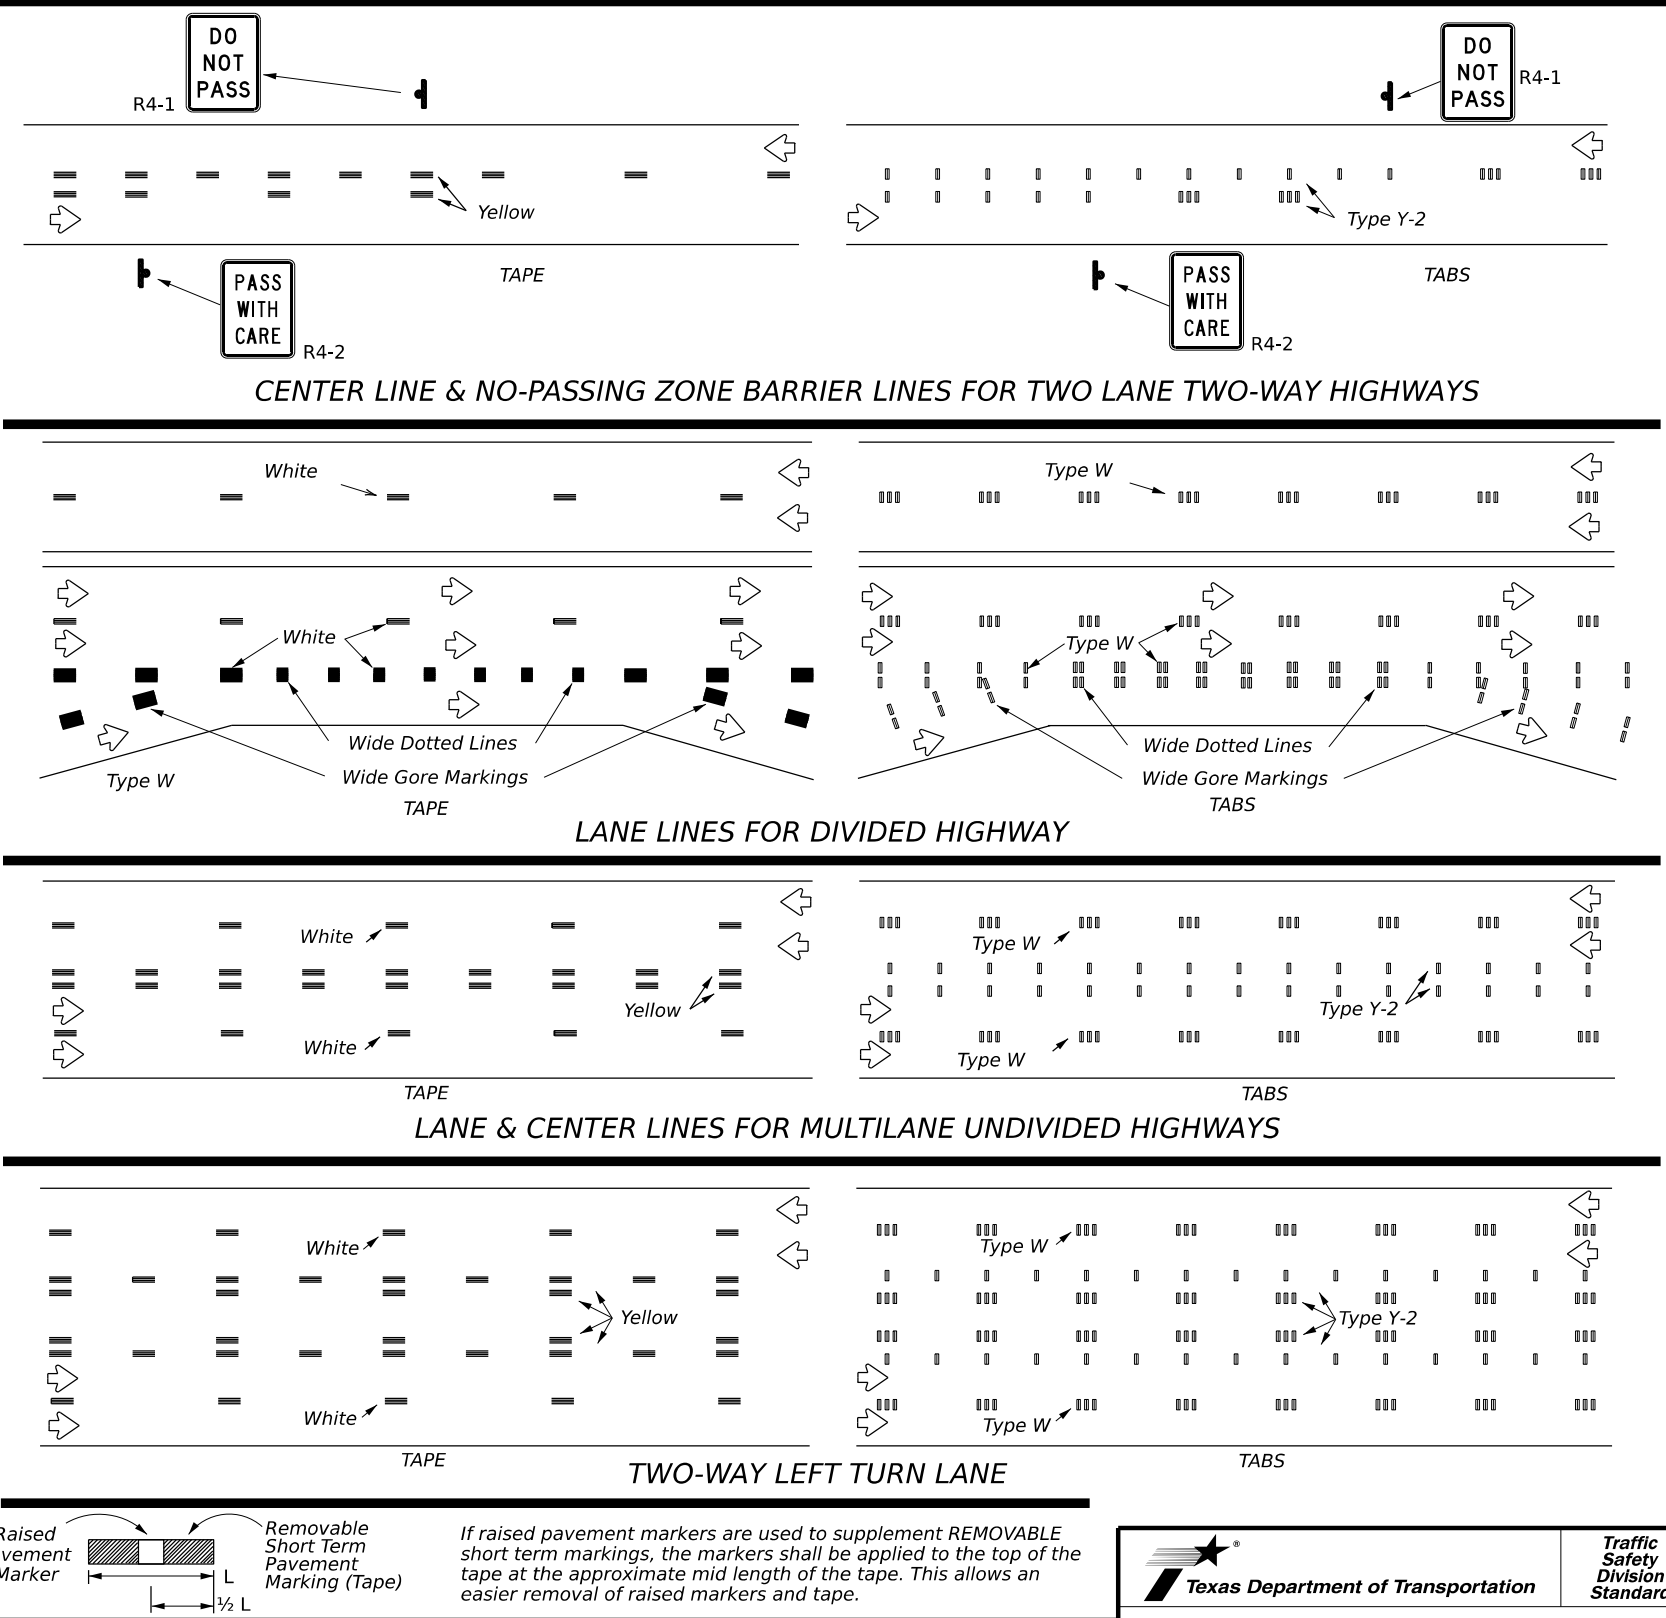 DO
NOT
PASS
R4-1
DO
NOT
PASS
R4-1
Yellow
Type Y-2
PASS
WITH
CARE
R4-2
TAPE
PASS
WITH
CARE
R4-2
TABS
CENTER LINE & NO-PASSING ZONE BARRIER LINES FOR TWO LANE TWO-WAY HIGHWAYS
White
Type W
White
Type W
Wide Dotted Lines
Wide Gore Markings
Type W
TAPE
Wide Dotted Lines
Wide Gore Markings
TABS
LANE LINES FOR DIVIDED HIGHWAY
White
Type W
Yellow
Type Y-2
White
Type W
TAPE
TABS
LANE & CENTER LINES FOR MULTILANE UNDIVIDED HIGHWAYS
White
Type W
Yellow
Type Y-2
White
Type W
TAPE
TABS
TWO-WAY LEFT TURN LANE
Raised
vement
Marker
L
½ L
Removable
Short Term
Pavement
Marking (Tape)
If raised pavement markers are used to supplement REMOVABLE
short term markings, the markers shall be applied to the top of the
tape at the approximate mid length of the tape. This allows an
easier removal of raised markers and tape.
®
Texas Department of Transportation
Traffic
Safety
Division
Standard